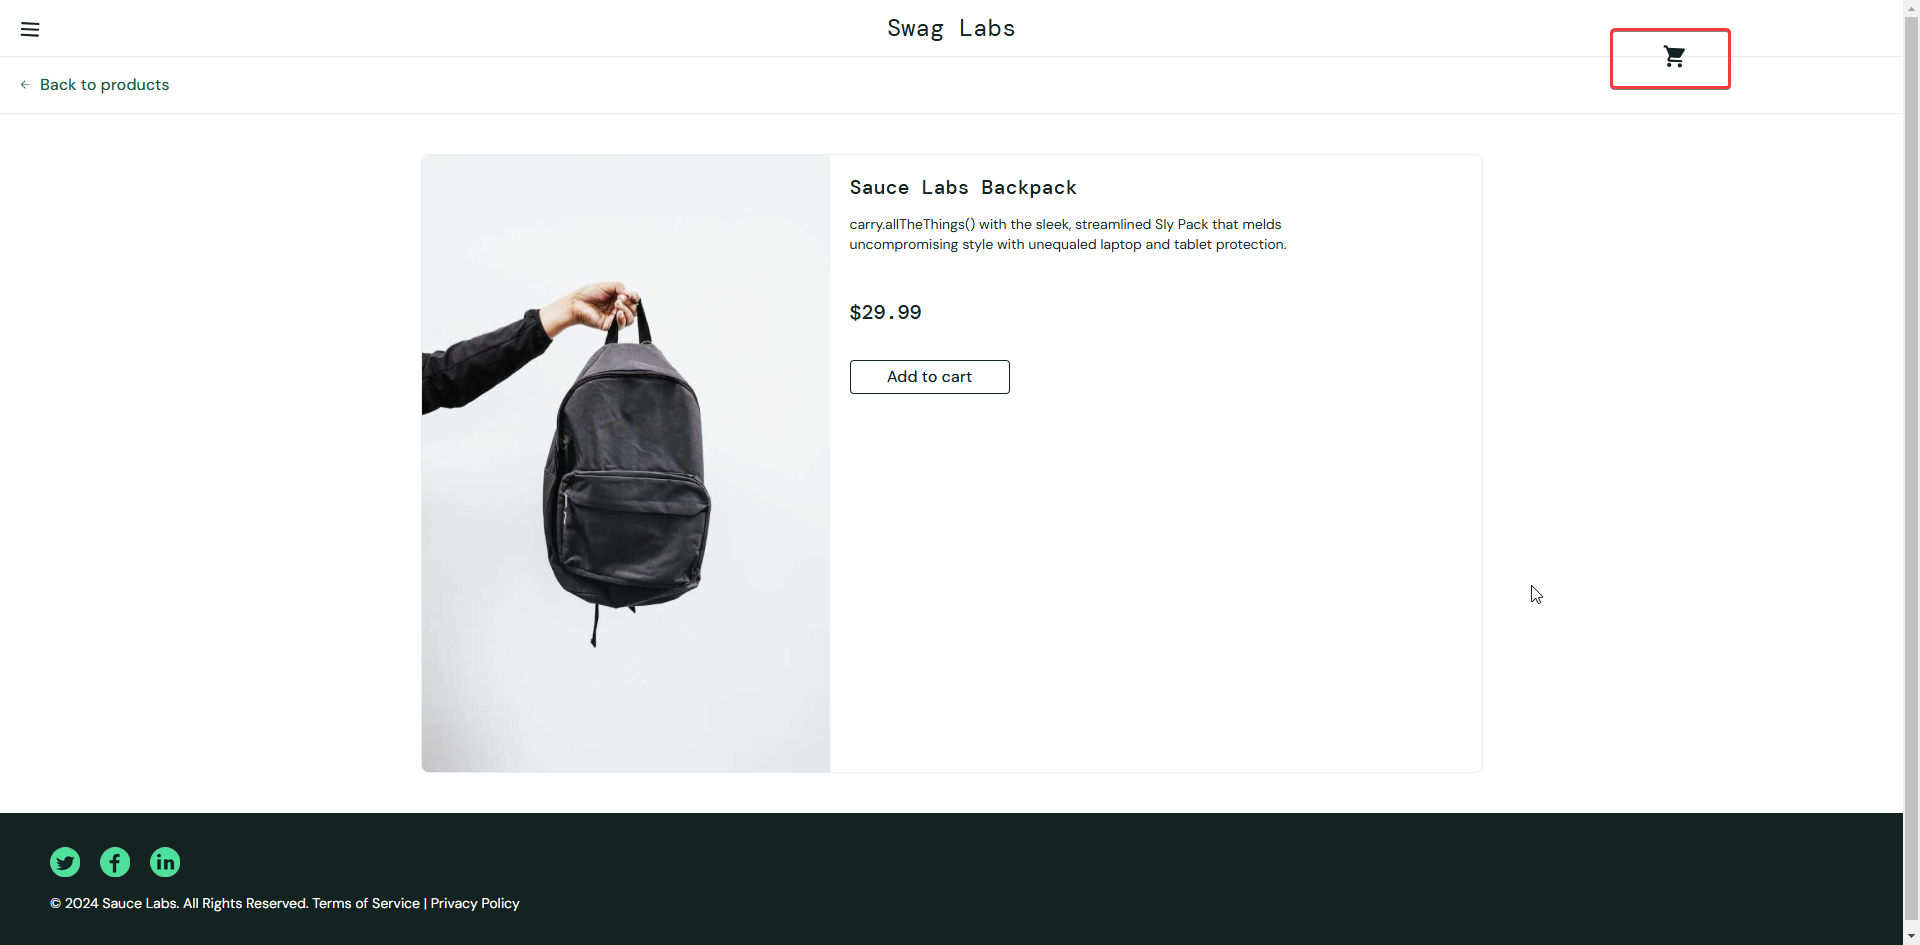 Swag Labs
Back to products
Sauce Labs Backpack
carry.allTheThings() with the sleek, streamlined Sly Pack that melds
uncompromising style with unequaled laptop and tablet protection.
$29.99
Add to cart
© 2024 Sauce Labs. All Rights Reserved. Terms of Service | Privacy Policy